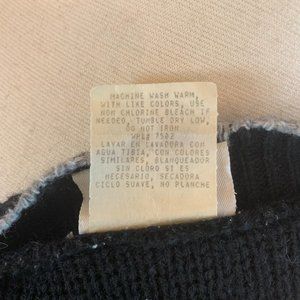 MACHINE WASH WARM,
WITH LIKE COLORS, USE
NON CHLORINE BLEACH IF
NEEDED, TUMBLE DRY LOW,
DO NOT IRON
WPL# 7502
LAVAR EN LAVADORA CON
AGUA TIBIA, CON COLORES
SIMILARES, BLANQUEADOR
SIN CLORO SI ES
NECESARIO, SECADORA
CICLO SUAVE, NO PLANCHE